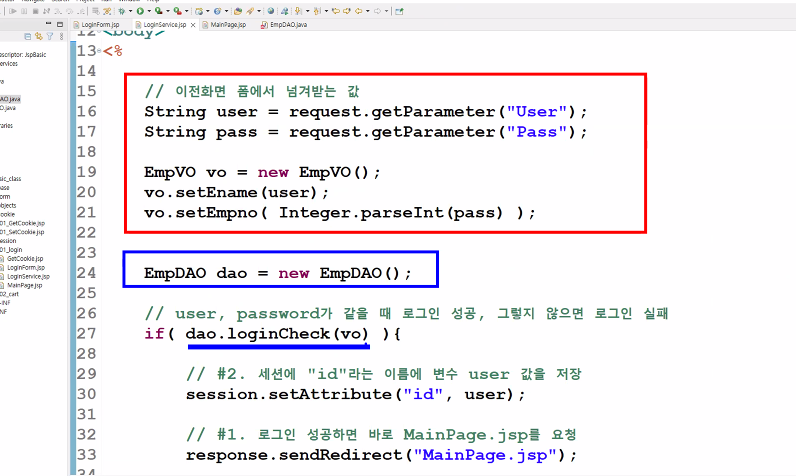 LoginForm.jsp LoginService.jsp MainPage.jsp EmpDAO.java
escriptor: JspBasic
ervices
va
AO.java
O.java
raries
sic_class
base
orm
bjects
ookie
01_GetCookie.jsp
01_SetCookie.jsp
ession
01_login
GetCookie.jsp
LoginForm.jsp
LoginService.jsp
MainPage.jsp
02_cart
-INF
NF
12 <body>
13 <%
14
15 // 이전화면 폼에서 넘겨받는 값
16 String user = request.getParameter("User");
17 String pass = request.getParameter("Pass");
18
19 EmpVO vo = new EmpVO();
20 vo.setEname(user);
21 vo.setEmpno( Integer.parseInt(pass) );
22
23
24 EmpDAO dao = new EmpDAO();
25
26 // user, password가 같을 때 로그인 성공, 그렇지 않으면 로그인 실패
27 if( dao.loginCheck(vo) ){
28
29 // #2. 세션에 "id"라는 이름에 변수 user 값을 저장
30 session.setAttribute("id", user);
31
32 // #1. 로그인 성공하면 바로 MainPage.jsp를 요청
33 response.sendRedirect("MainPage.jsp");
34